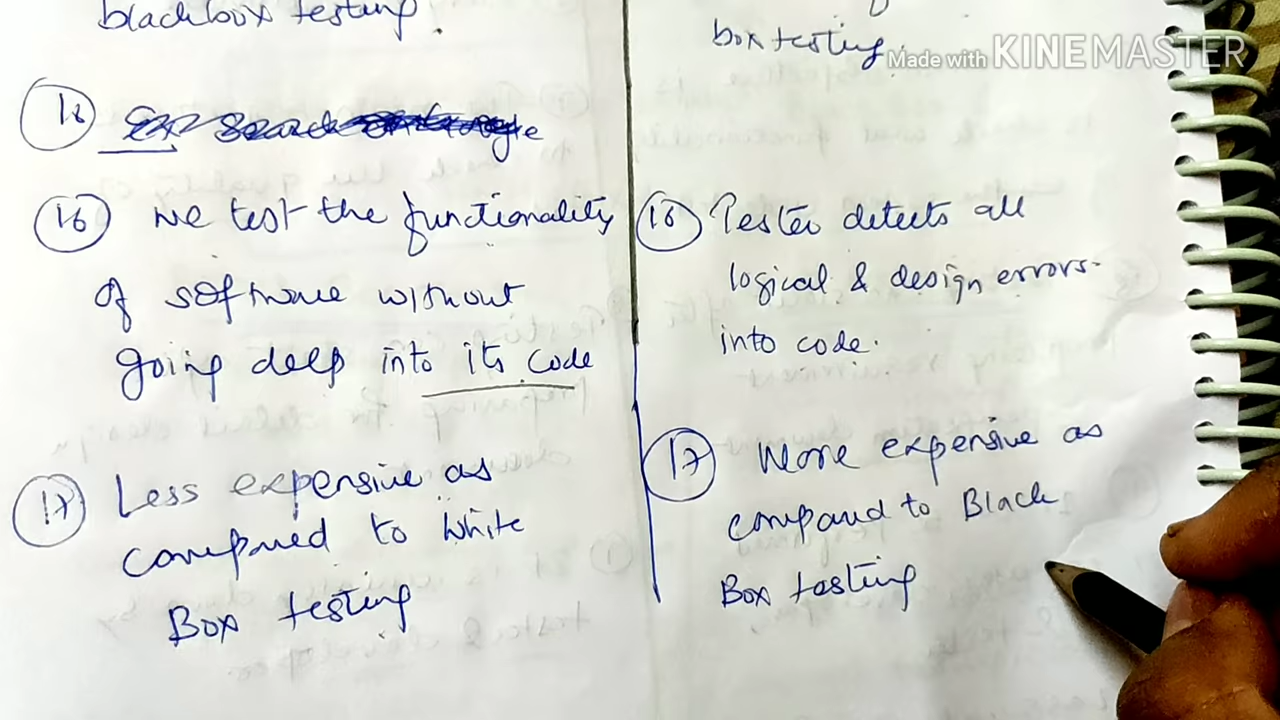 blackbox testing.
box testing.
Made with KINEMASTER
16
16 we test the functionality
of software without
going deep into its code
16 Tester detects all
logical & design errors.
into code.
17 Less expensive as
compared to White
Box testing
17 More expensive as
compared to Black
Box testing